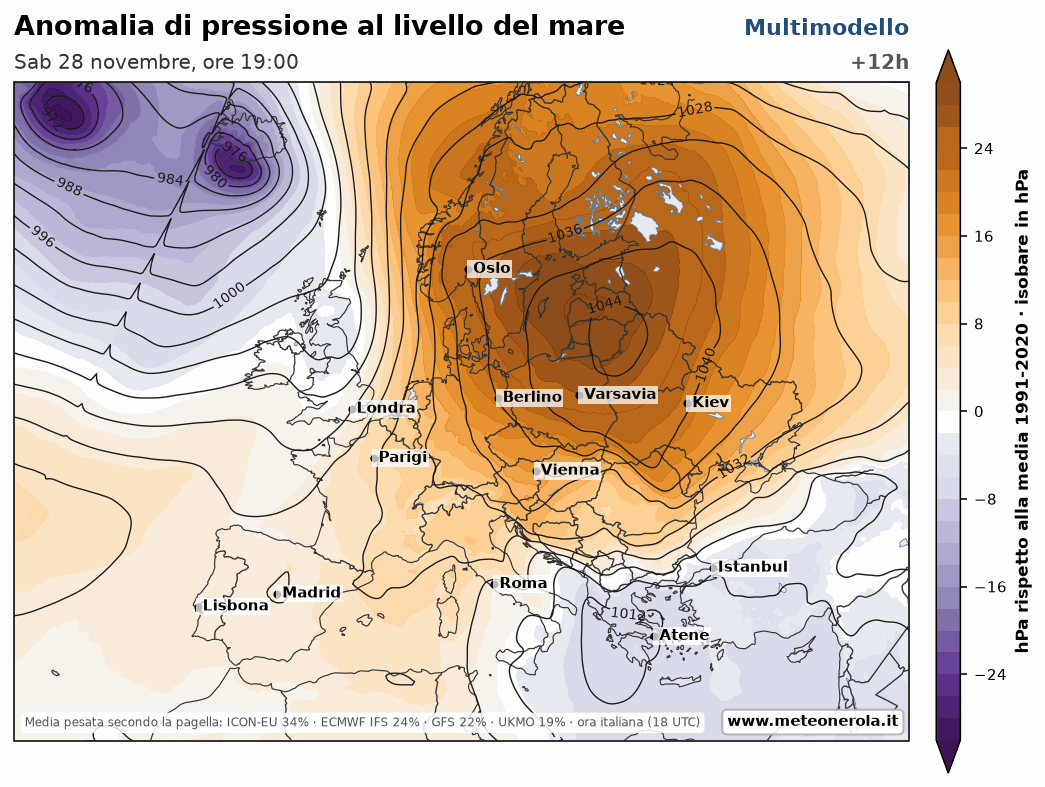 Anomalia di pressione al livello del mare
Multimodello
Sab 28 novembre, ore 19:00
+12h
976
972
1028
976
984
980
988
996
1036
Oslo
1000
1044
24
16
8
0
−8
−16
−24
hPa rispetto alla media 1991-2020 · isobare in hPa
1040
Berlino
Varsavia
Kiev
Londra
Parigi
Vienna
1032
Istanbul
Roma
Madrid
Lisbona
1012
Atene
Media pesata secondo la pagella: ICON-EU 34% · ECMWF IFS 24% · GFS 22% · UKMO 19% · ora italiana (18 UTC)
www.meteonerola.it